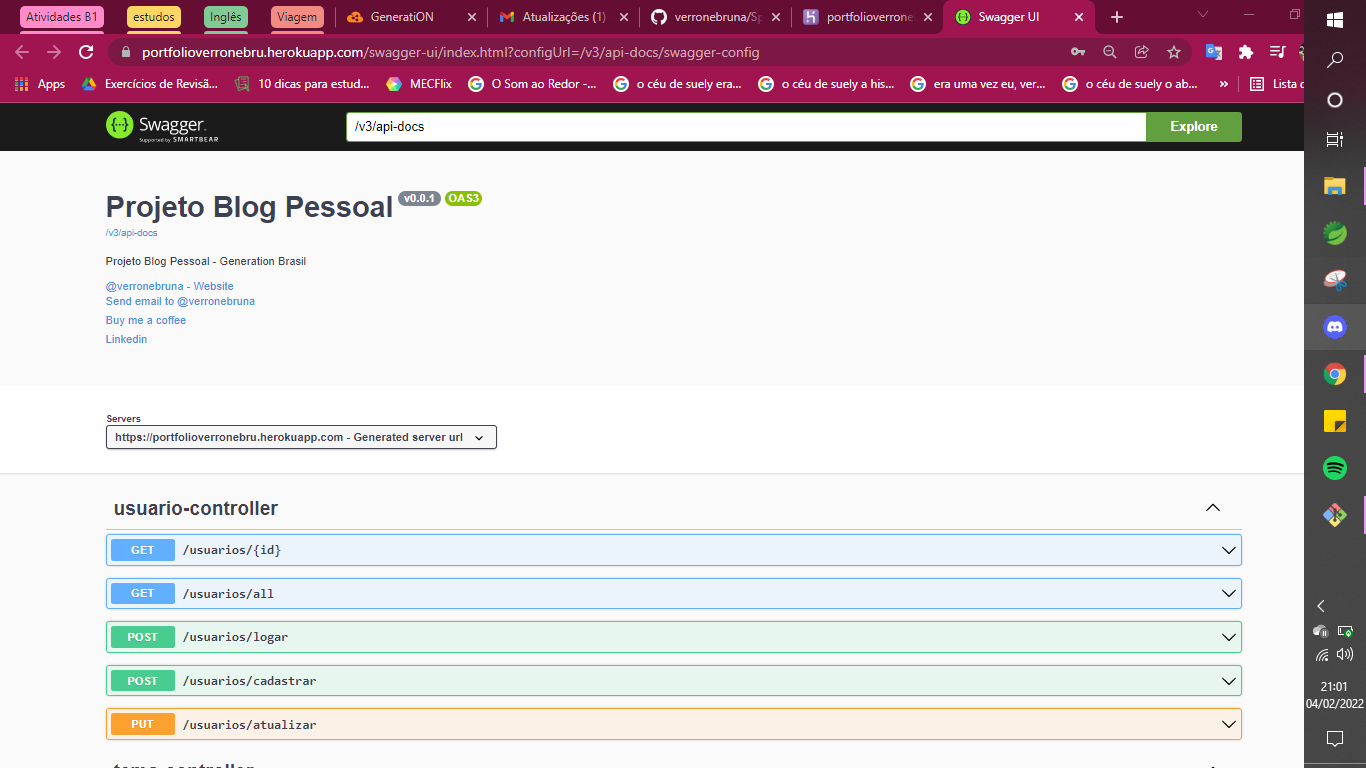 Atividades B1
estudos
Inglês
Viagem
GeneratiON
Atualizações (1)
verronebruna/Sp
portfolioverrone
Swagger UI
portfolioverronebru.herokuapp.com/swagger-ui/index.html?configUrl=/v3/api-docs/swagger-config
Apps
Exercícios de Revisã...
10 dicas para estud...
MECFlix
O Som ao Redor -...
o céu de suely era...
o céu de suely a his...
era uma vez eu, ver...
o céu de suely o ab...
»
Lista d
Swagger
Supported by SMARTBEAR
/v3/api-docs
Explore
Projeto Blog Pessoal v0.0.1 OAS3
/v3/api-docs
Projeto Blog Pessoal - Generation Brasil
@verronebruna - Website
Send email to @verronebruna
Buy me a coffee
Linkedin
Servers
https://portfolioverronebru.herokuapp.com - Generated server url
usuario-controller
GET /usuarios/{id}
GET /usuarios/all
POST /usuarios/logar
POST /usuarios/cadastrar
PUT /usuarios/atualizar
21:01
04/02/2022